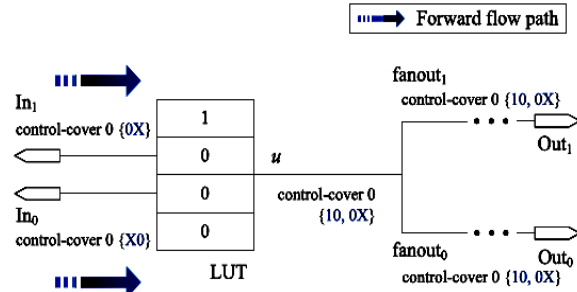 Forward flow path
In1
control-cover 0 {0X}
1
0
0
0
LUT
In0
control-cover 0 {X0}
u
control-cover 0
{10, 0X}
fanout1
control-cover 0 {10, 0X}
Out1
fanout0
Out0
control-cover 0 {10, 0X}